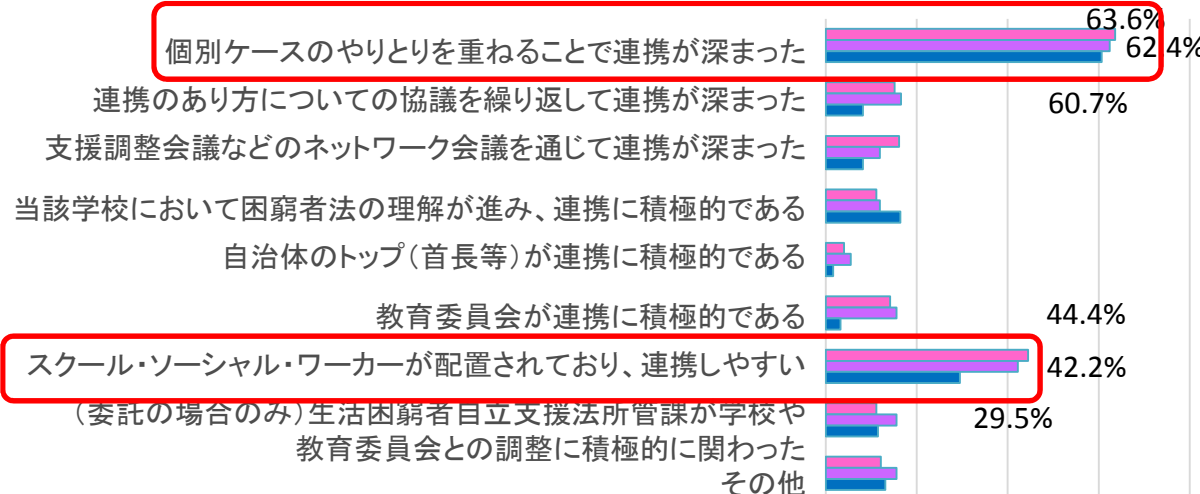 63.6%
個別ケースのやりとりを重ねることで連携が深まった
62.4%
連携のあり方についての協議を繰り返して連携が深まった
60.7%
支援調整会議などのネットワーク会議を通じて連携が深まった
当該学校において困窮者法の理解が進み、連携に積極的である
自治体のトップ（首長等）が連携に積極的である
教育委員会が連携に積極的である
44.4%
スクール・ソーシャル・ワーカーが配置されており、連携しやすい
42.2%
（委託の場合のみ）生活困窮者自立支援法所管課が学校や
29.5%
教育委員会との調整に積極的に関わった
その他